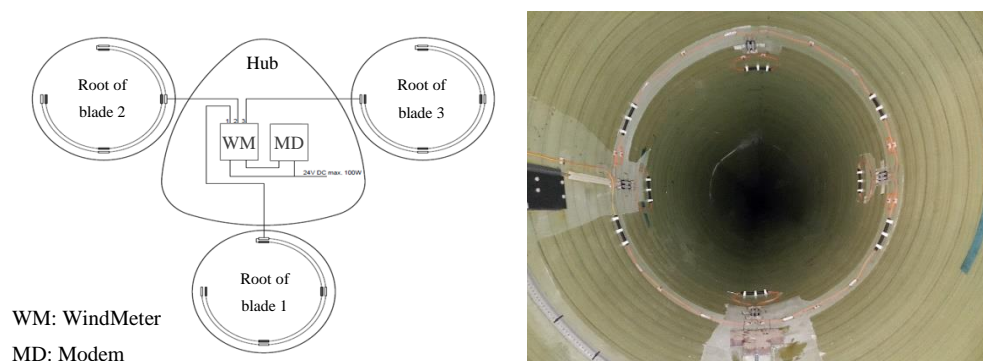 Hub
Root of
blade 2
Root of
blade 3
1 2 3
WM
MD
24V DC max. 100W
Root of
blade 1
WM: WindMeter
MD: Modem